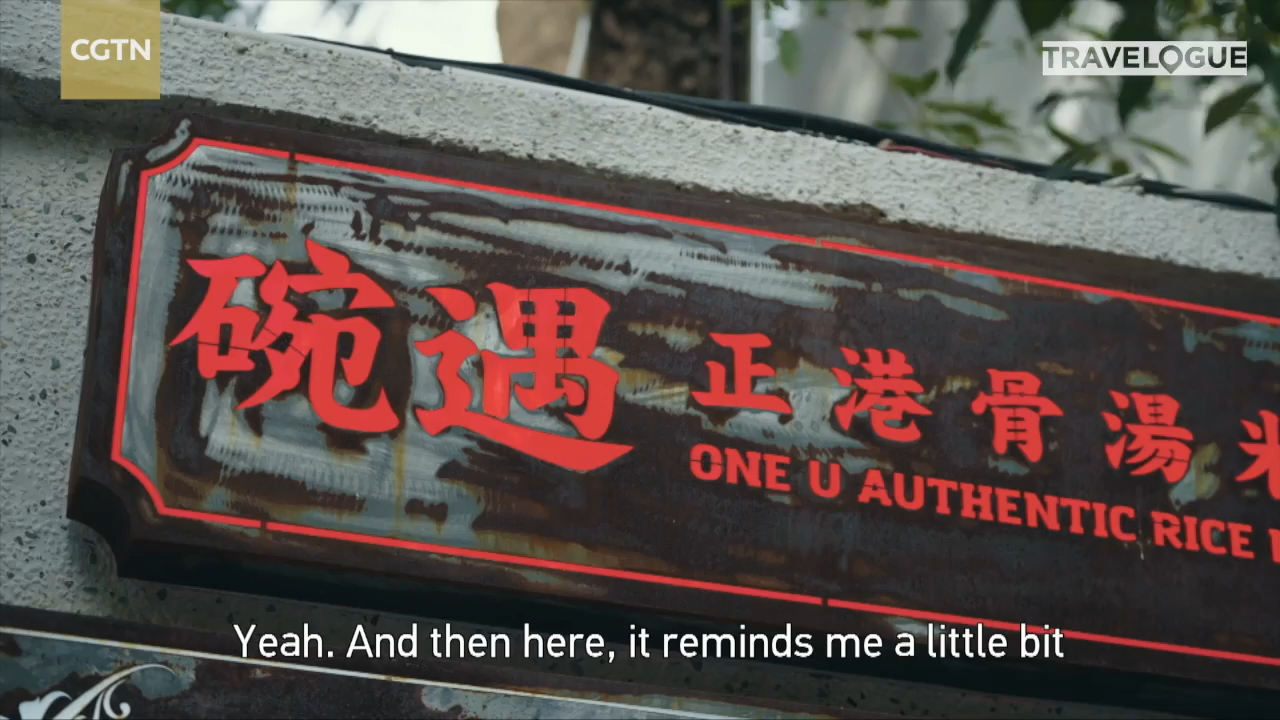 CGTN
TRAVELOGUE
碗遇
正港骨湯
ONE U AUTHENTIC RICE
Yeah. And then here, it reminds me a little bit